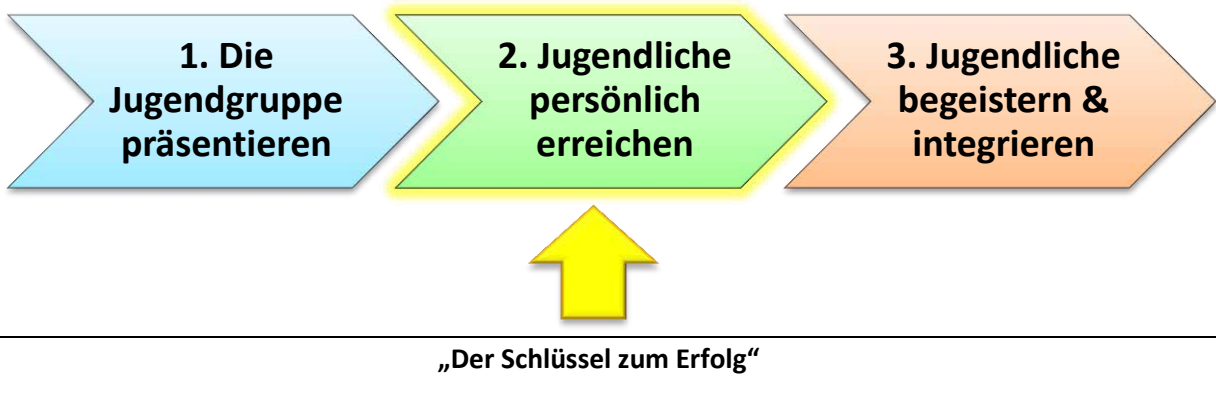 1. Die
Jugendgruppe
präsentieren
2. Jugendliche
persönlich
erreichen
3. Jugendliche
begeistern &
integrieren
„Der Schlüssel zum Erfolg“